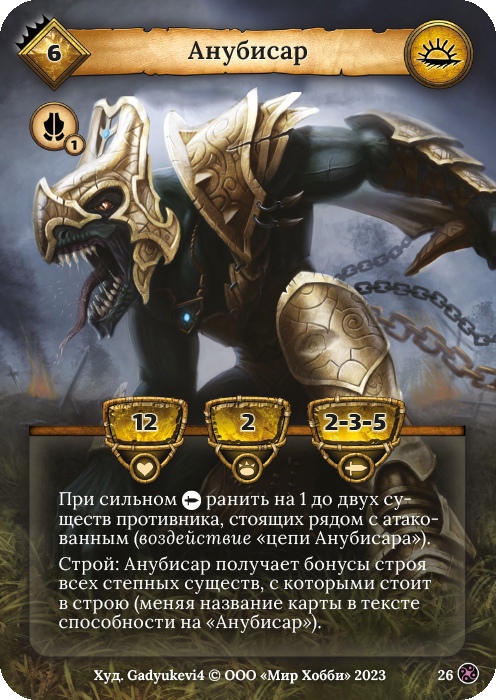 6
Анубисар
1
12
2
2-3-5
При сильном ранить на 1 до двух су-
ществ противника, стоящих рядом с атако-
ванным (воздействие «цепи Анубисара»).
Строй: Анубисар получает бонусы строя
всех степных существ, с которыми стоит
в строю (меняя название карты в тексте
способности на «Анубисар»).
Худ. Gadyukevi4 © ООО «Мир Хобби» 2023
26